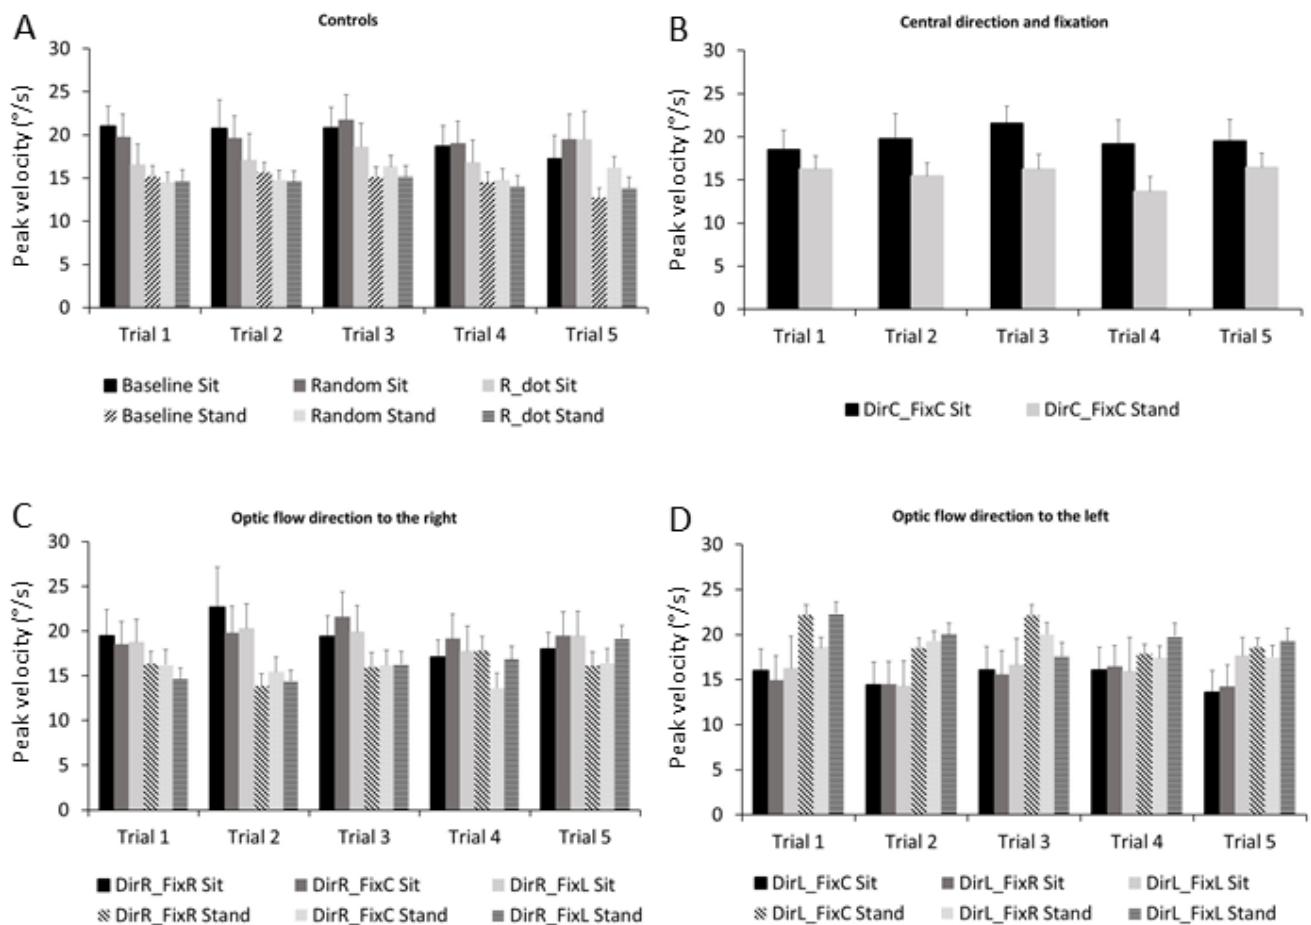 A
Controls
Peak velocity (°/s)
30
25
20
15
10
5
0
Trial 1 Trial 2 Trial 3 Trial 4 Trial 5
Baseline Sit Random Sit R_dot Sit
Baseline Stand Random Stand R_dot Stand
B
Central direction and fixation
Peak velocity (°/s)
30
25
20
15
10
5
0
Trial 1 Trial 2 Trial 3 Trial 4 Trial 5
DirC_FixC Sit DirC_FixC Stand
C
Optic flow direction to the right
Peak velocity (°/s)
30
25
20
15
10
5
0
Trial 1 Trial 2 Trial 3 Trial 4 Trial 5
DirR_FixR Sit DirR_FixC Sit DirR_FixL Sit
DirR_FixR Stand DirR_FixC Stand DirR_FixL Stand
D
Optic flow direction to the left
Peak velocity (°/s)
30
25
20
15
10
5
0
Trial 1 Trial 2 Trial 3 Trial 4 Trial 5
DirL_FixC Sit DirL_FixR Sit DirL_FixL Sit
DirL_FixC Stand DirL_FixR Stand DirL_FixL Stand